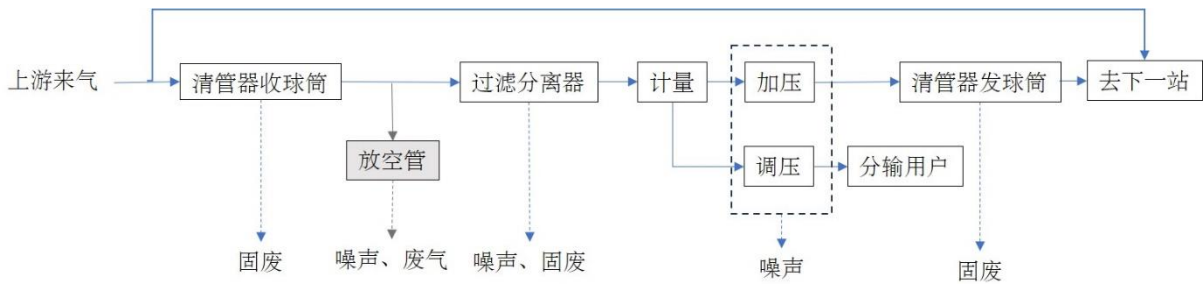 上游来气
清管器收球筒
过滤分离器
计量
加压
清管器发球筒
去下一站
放空管
调压
分输用户
固废
噪声、废气
噪声、固废
噪声
固废